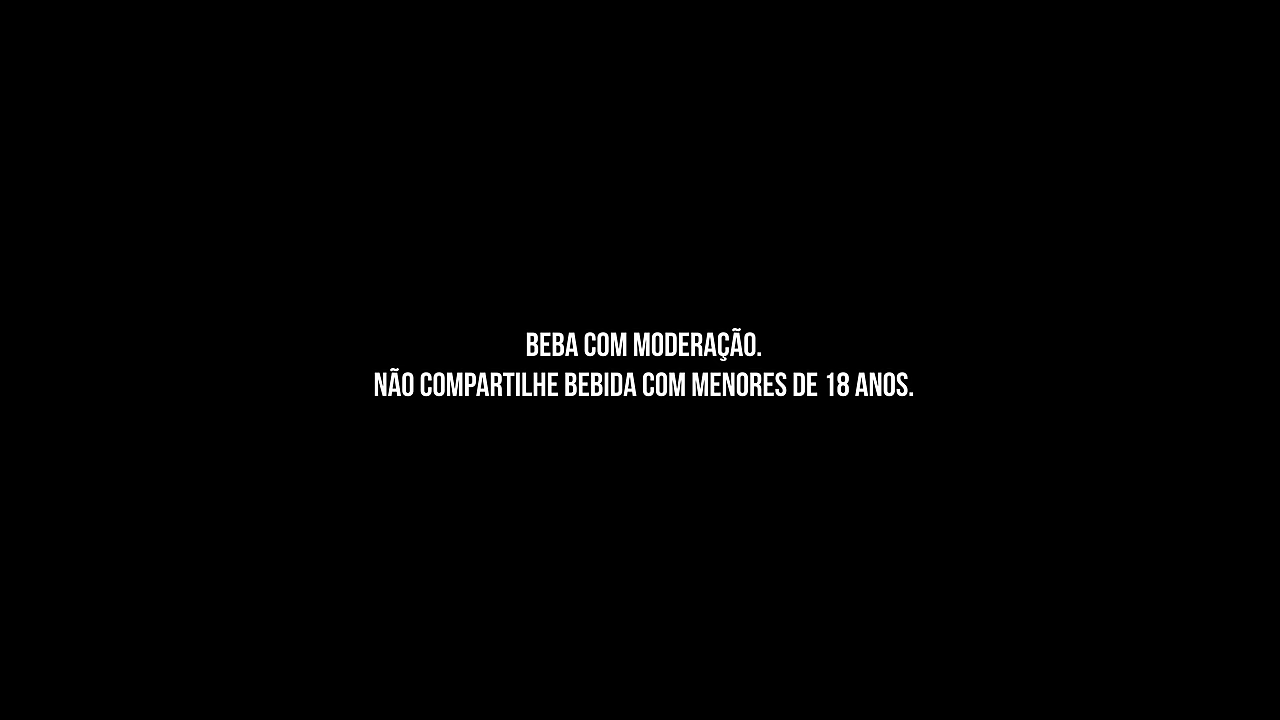 BEBA COM MODERAÇÃO.
NÃO COMPARTILHE BEBIDA COM MENORES DE 18 ANOS.